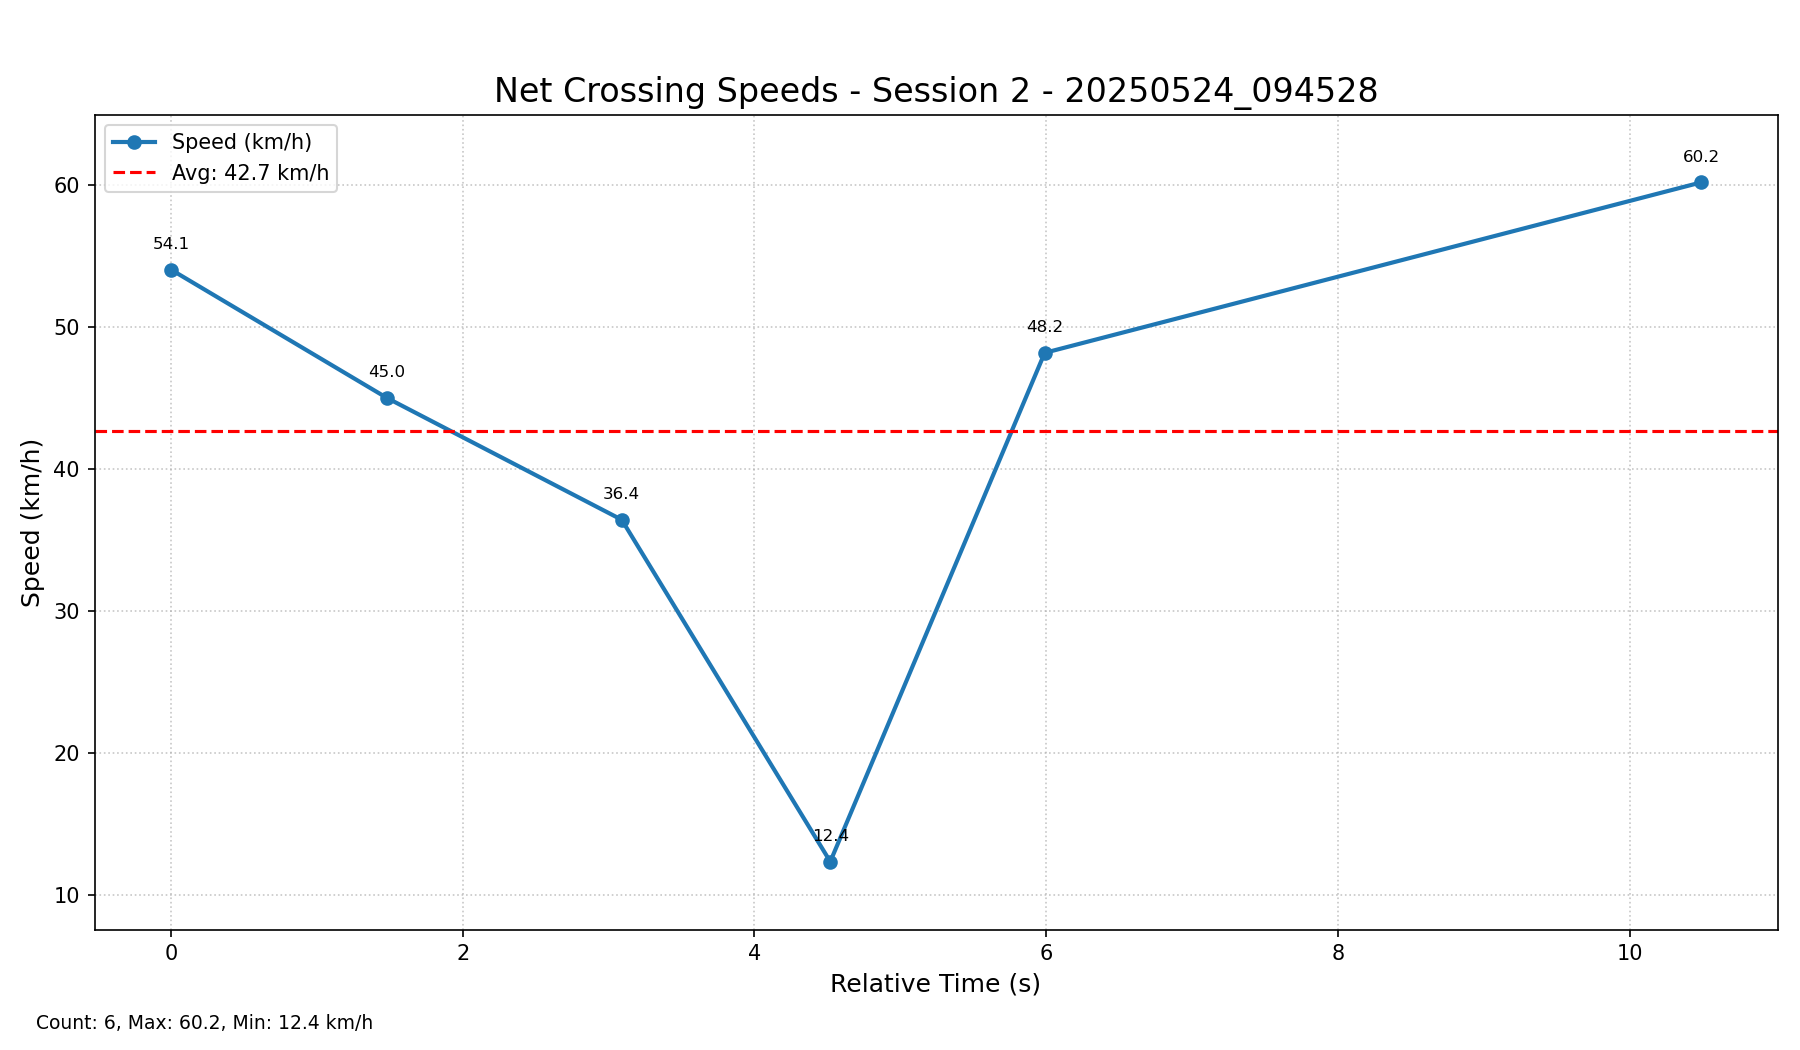 Net Crossing Speeds - Session 2 - 20250524_094528
Speed (km/h)
Avg: 42.7 km/h
60.2
54.1
48.2
45.0
36.4
12.4
60
50
40
30
20
10
Speed (km/h)
0 2 4 6 8 10
Relative Time (s)
Count: 6, Max: 60.2, Min: 12.4 km/h